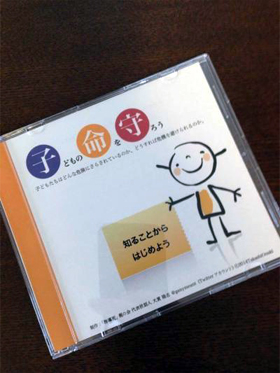 子どもの命を守ろう
子どもたちはどんな危険にさらされているのか。どうすれば危機を避けられるのか。
知ることから
はじめよう